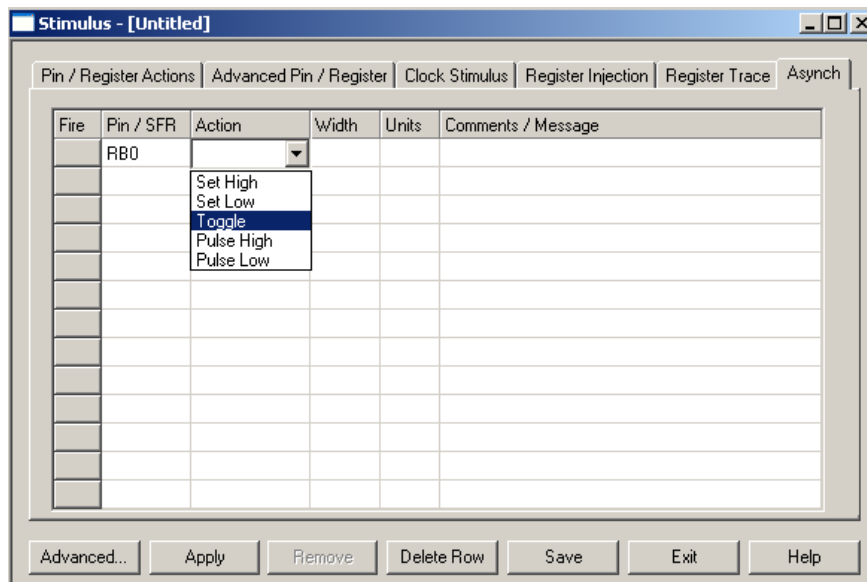 Stimulus - [Untitled]
Pin / Register Actions Advanced Pin / Register Clock Stimulus Register Injection Register Trace Asynch
Fire Pin / SFR Action Width Units Comments / Message
RB0
Set High
Set Low
Toggle
Pulse High
Pulse Low
Advanced... Apply Remove Delete Row Save Exit Help